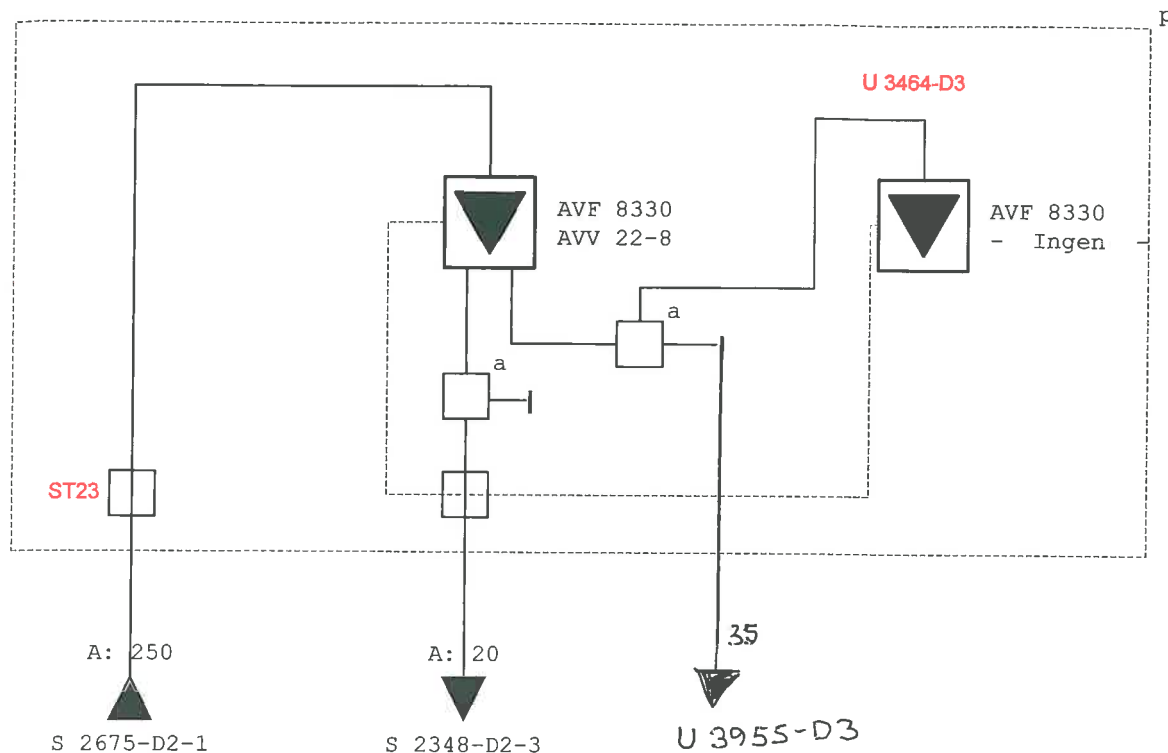 p
U 3464-D3
AVF 8330
AVV 22-8
AVF 8330
- Ingen -
a
a
ST23
A: 250
A: 20
35
S 2675-D2-1
S 2348-D2-3
U 3955-D3